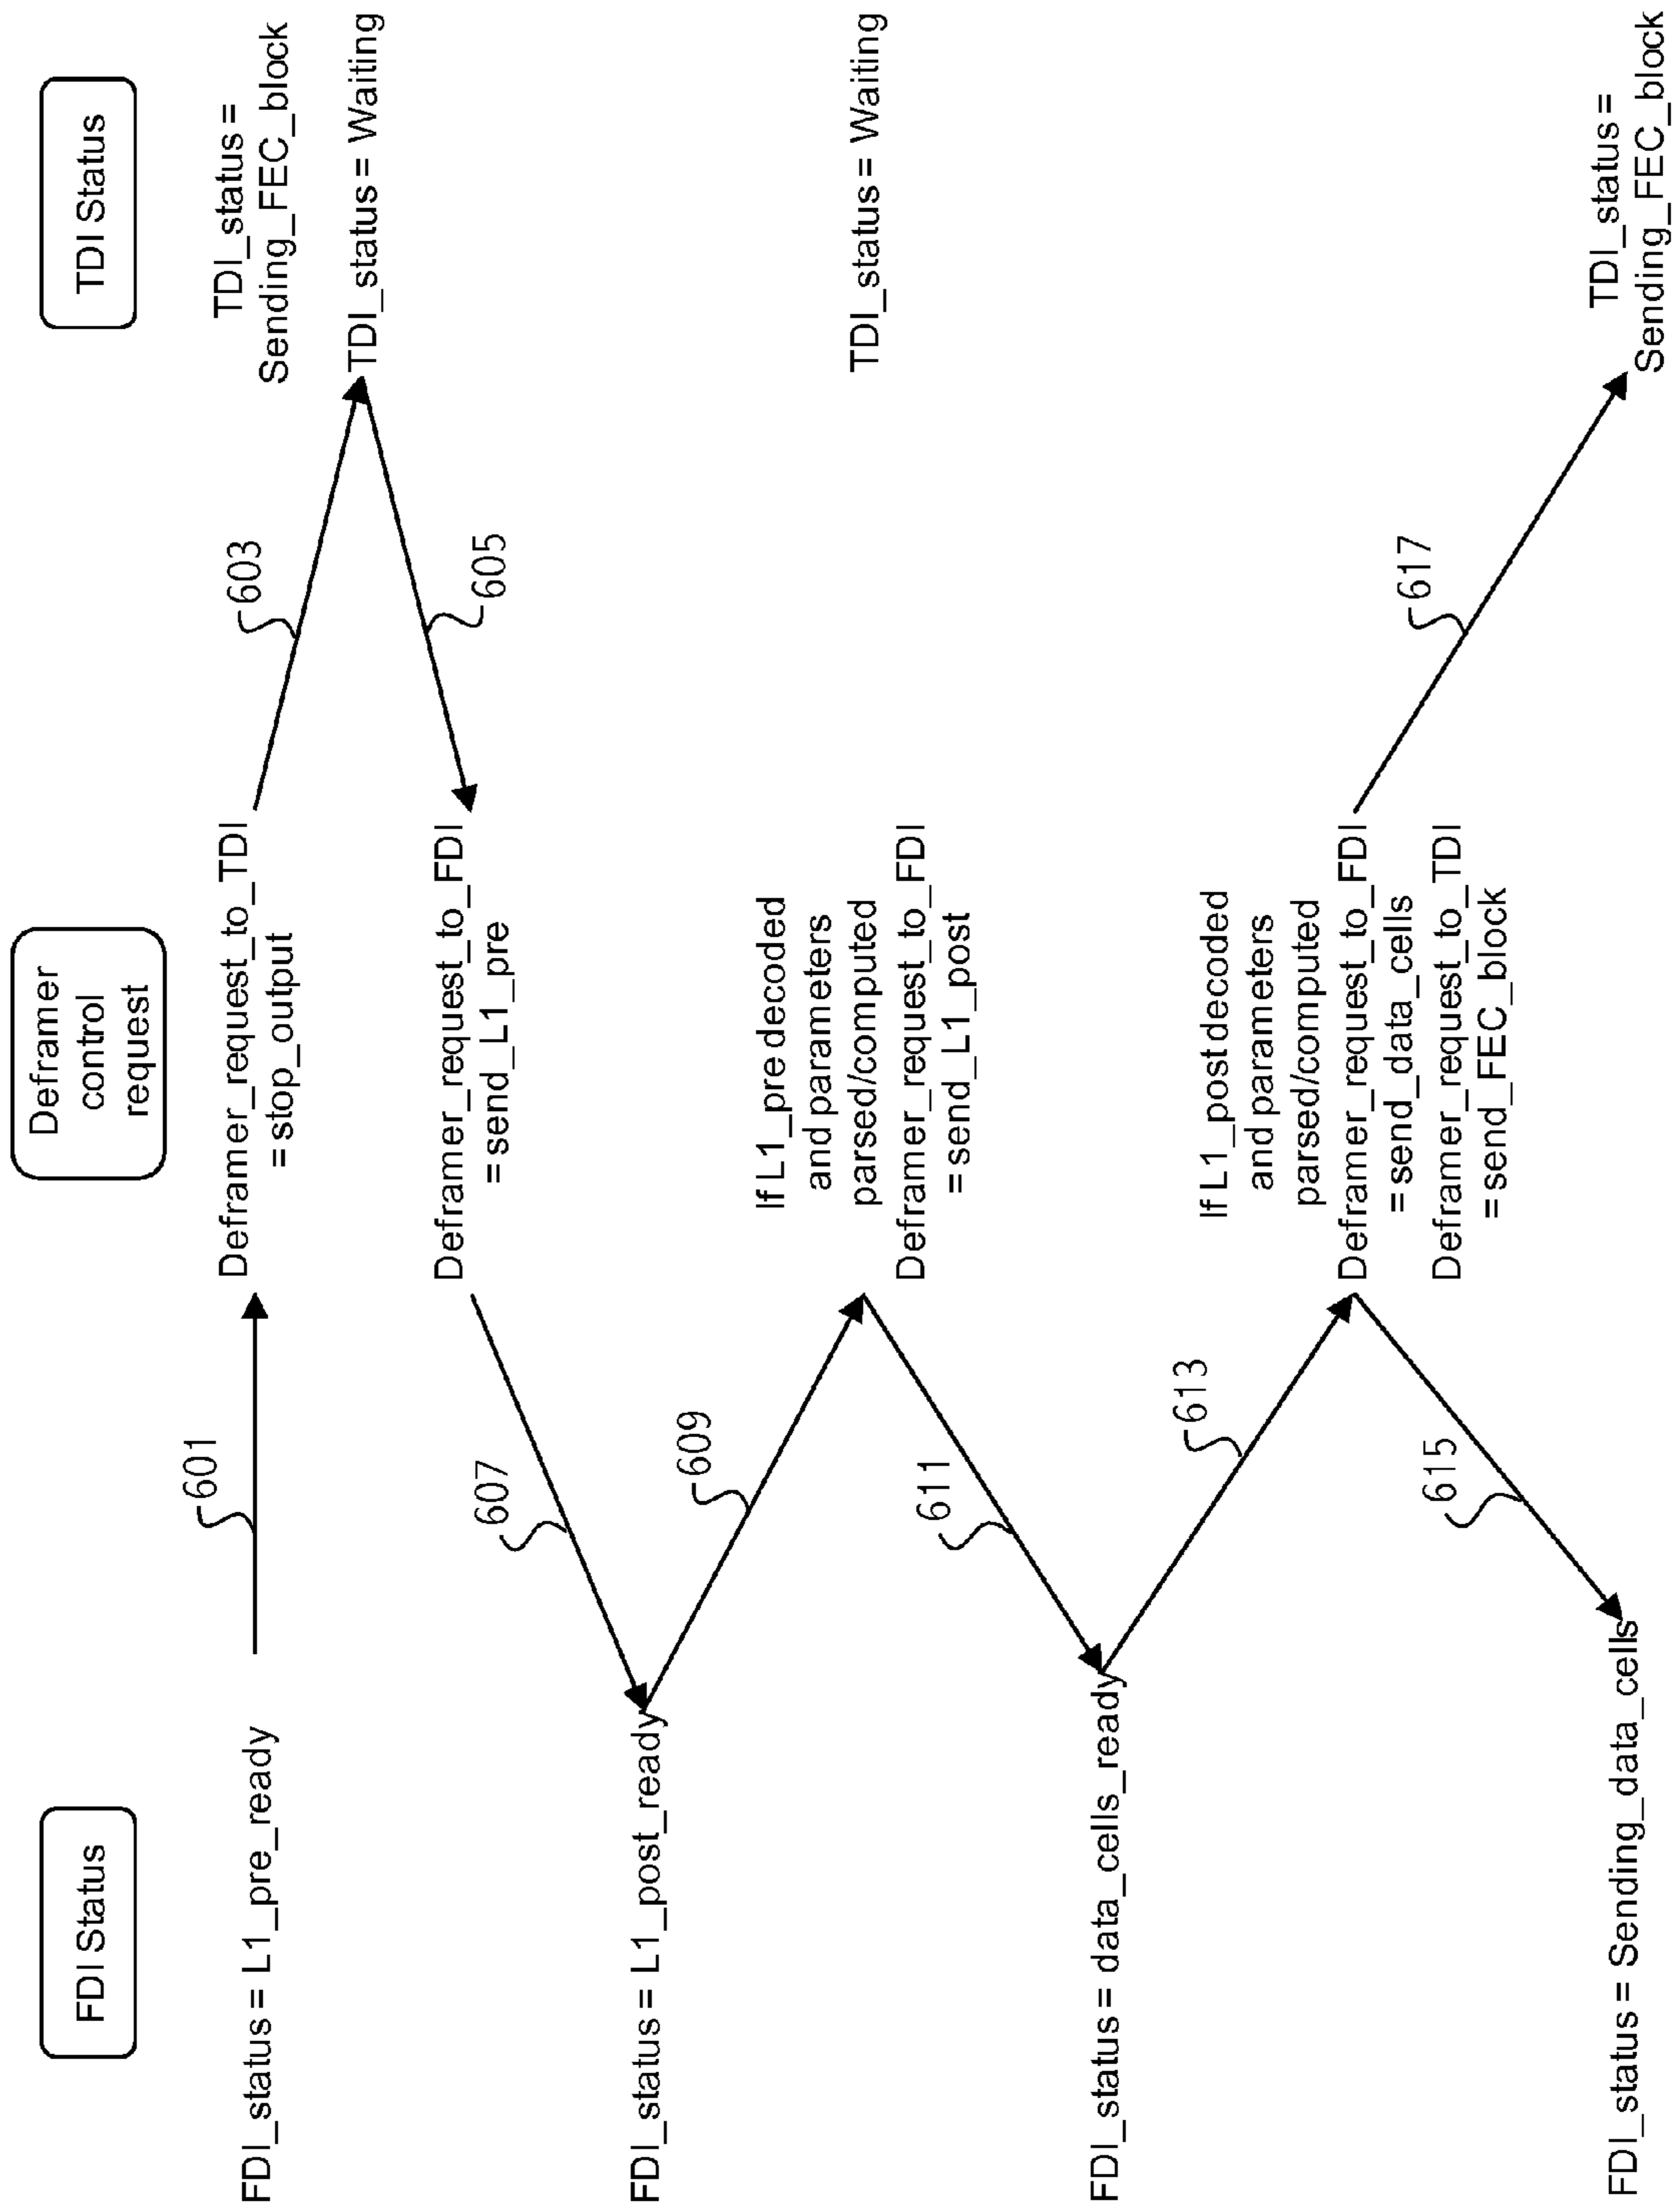 FDI Status
Deframer
control
request
TDI Status
FDI_status = L1_pre_ready
601
Deframer_request_to_TDI
= stop_output
603
TDI_status =
Sending_FEC_block
TDI_status = Waiting
605
Deframer_request_to_FDI
= send_L1_pre
607
FDI_status = L1_post_ready
609
If L1_pre decoded
and parameters
parsed/computed
Deframer_request_to_FDI
= send_L1_post
TDI_status = Waiting
611
FDI_status = data_cells_ready
613
If L1_post decoded
and parameters
parsed/computed
Deframer_request_to_FDI
= send_data_cells
Deframer_request_to_TDI
= send_FEC_block
615
617
FDI_status = Sending_data_cells
TDI_status =
Sending_FEC_block